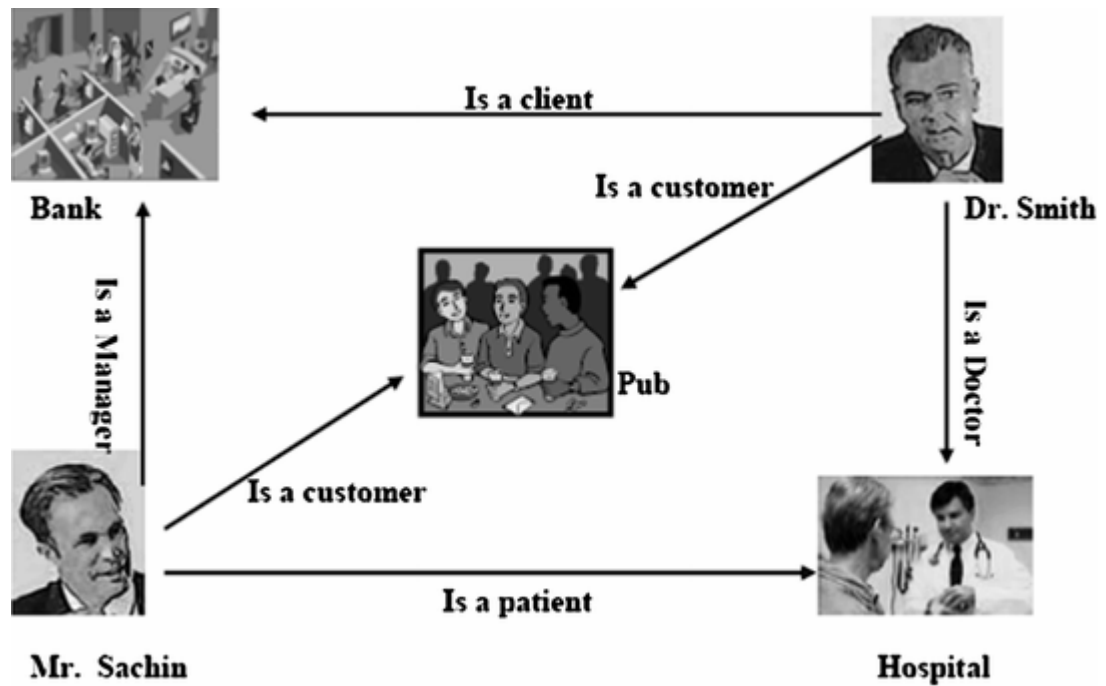 Is a client
Is a customer
Bank
Dr. Smith
Is a Manager
Is a Doctor
Pub
Is a customer
Is a patient
Mr. Sachin
Hospital